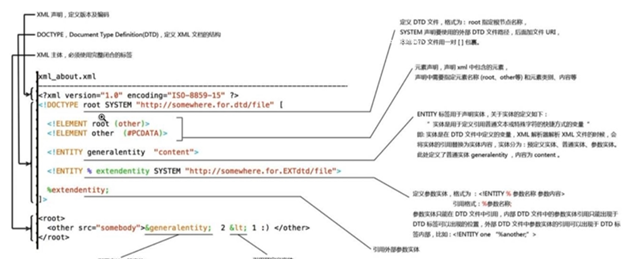 XML 声明，定义版本及编码
DOCTYPE，Document Type Definition(DTD)，定义 XML 文档的结构
XML 主体，必须使用完整闭合的标签
定义 DTD 文件，格式为：root 指定根节点名称，
SYSTEM 声明要使用的外部 DTD 文件路径，后面加文件 URI，
DTD 文件用一对 [ ] 包裹。
元素声明，声明 xml 中包含的元素，
声明中需要指定元素名称 (root、other等) 和元素类别、内容等
xml_about.xml
<?xml version="1.0" encoding="ISO-8859-15" ?>
<!DOCTYPE root SYSTEM "http://somewhere.for.dtd/file" [
<!ELEMENT root (other)>
<!ELEMENT other (#PCDATA)>
<!ENTITY generalentity "content">
<!ENTITY % extendentity SYSTEM "http://somewhere.for.EXTdtd/file">
%extendentity;
]>
<root>
<other src="somebody">&generalentity; 2 &lt; 1 :) </other>
</root>
ENTITY 标签用于声明实体，关于实体的定义如下：
" 实体是用于定义引用普通文本或特殊字符的快捷方式的变量 "
即: 实体是在 DTD 文件中定义的变量，XML 解析器解析 XML 文件的时候，会
将实体的引用替换为实体内容，实体分为：预定义实体、普通实体、参数实体。
此处定义了普通实体 generalentity ，内容为 content 。
定义参数实体，格式为：<!ENTITY % 参数名称 参数内容>
引用格式：%参数名称;
参数实体只能在 DTD 文件中引用，内部 DTD 文件中的参数实体引用只能出现于
DTD 标签可以出现的位置，外部 DTD 文件中参数实体的引用可以出现于 DTD 标
签内部，比如：<!ENTITY one "%another;" >
引用外部参数实体